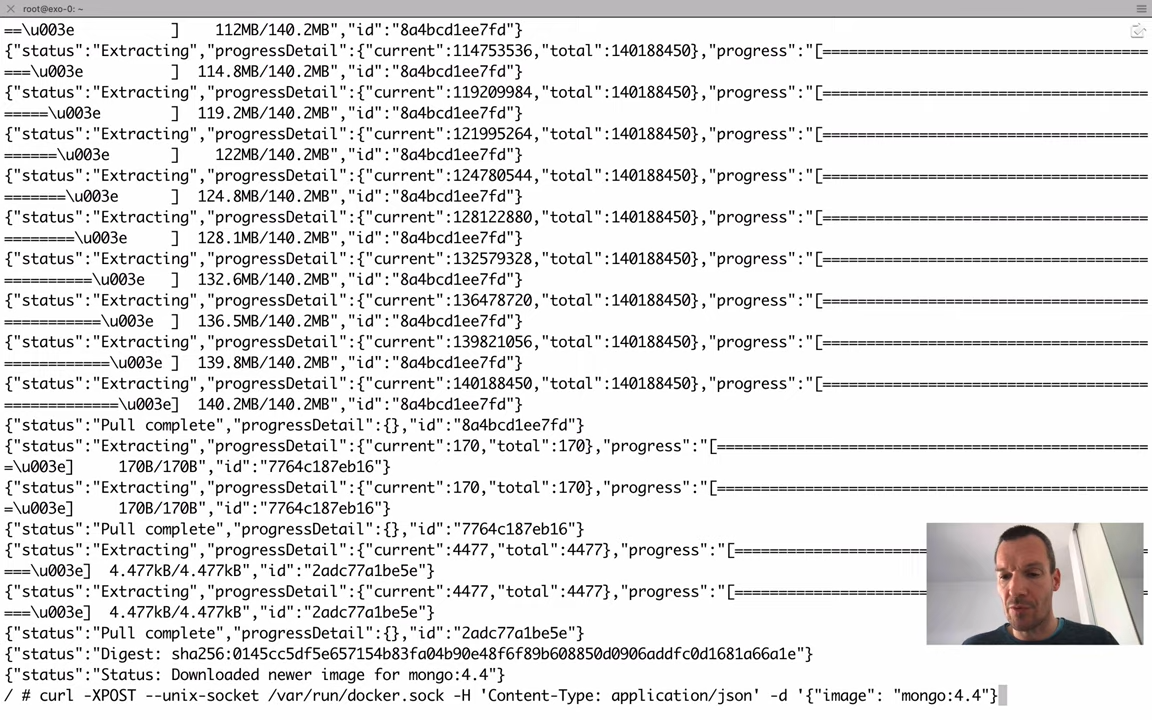 root@exo-0: ~
==\u003e ] 112MB/140.2MB","id":"8a4bcd1ee7fd"}
{"status":"Extracting","progressDetail":{"current":114753536,"total":140188450},"progress":"[=====================================
===\u003e ] 114.8MB/140.2MB","id":"8a4bcd1ee7fd"}
{"status":"Extracting","progressDetail":{"current":119209984,"total":140188450},"progress":"[=====================================
=====\u003e ] 119.2MB/140.2MB","id":"8a4bcd1ee7fd"}
{"status":"Extracting","progressDetail":{"current":121995264,"total":140188450},"progress":"[=====================================
======\u003e ] 122MB/140.2MB","id":"8a4bcd1ee7fd"}
{"status":"Extracting","progressDetail":{"current":124780544,"total":140188450},"progress":"[=====================================
=======\u003e ] 124.8MB/140.2MB","id":"8a4bcd1ee7fd"}
{"status":"Extracting","progressDetail":{"current":128122880,"total":140188450},"progress":"[=====================================
========\u003e ] 128.1MB/140.2MB","id":"8a4bcd1ee7fd"}
{"status":"Extracting","progressDetail":{"current":132579328,"total":140188450},"progress":"[=====================================
==========\u003e ] 132.6MB/140.2MB","id":"8a4bcd1ee7fd"}
{"status":"Extracting","progressDetail":{"current":136478720,"total":140188450},"progress":"[=====================================
===========\u003e ] 136.5MB/140.2MB","id":"8a4bcd1ee7fd"}
{"status":"Extracting","progressDetail":{"current":139821056,"total":140188450},"progress":"[=====================================
============\u003e ] 139.8MB/140.2MB","id":"8a4bcd1ee7fd"}
{"status":"Extracting","progressDetail":{"current":140188450,"total":140188450},"progress":"[=====================================
=============\u003e] 140.2MB/140.2MB","id":"8a4bcd1ee7fd"}
{"status":"Pull complete","progressDetail":{},"id":"8a4bcd1ee7fd"}
{"status":"Extracting","progressDetail":{"current":170,"total":170},"progress":"[=================================================
=\u003e] 170B/170B","id":"7764c187eb16"}
{"status":"Extracting","progressDetail":{"current":170,"total":170},"progress":"[=================================================
=\u003e] 170B/170B","id":"7764c187eb16"}
{"status":"Pull complete","progressDetail":{},"id":"7764c187eb16"}
{"status":"Extracting","progressDetail":{"current":4477,"total":4477},"progress":"[======================
===\u003e] 4.477kB/4.477kB","id":"2adc77a1be5e"}
{"status":"Extracting","progressDetail":{"current":4477,"total":4477},"progress":"[======================
===\u003e] 4.477kB/4.477kB","id":"2adc77a1be5e"}
{"status":"Pull complete","progressDetail":{},"id":"2adc77a1be5e"}
{"status":"Digest: sha256:0145cc5df5e657154b83fa04b90e48f6f89b608850d0906addfc0d1681a66a1e"}
{"status":"Status: Downloaded newer image for mongo:4.4"}
/ # curl -XPOST --unix-socket /var/run/docker.sock -H 'Content-Type: application/json' -d '{"image": "mongo:4.4"}